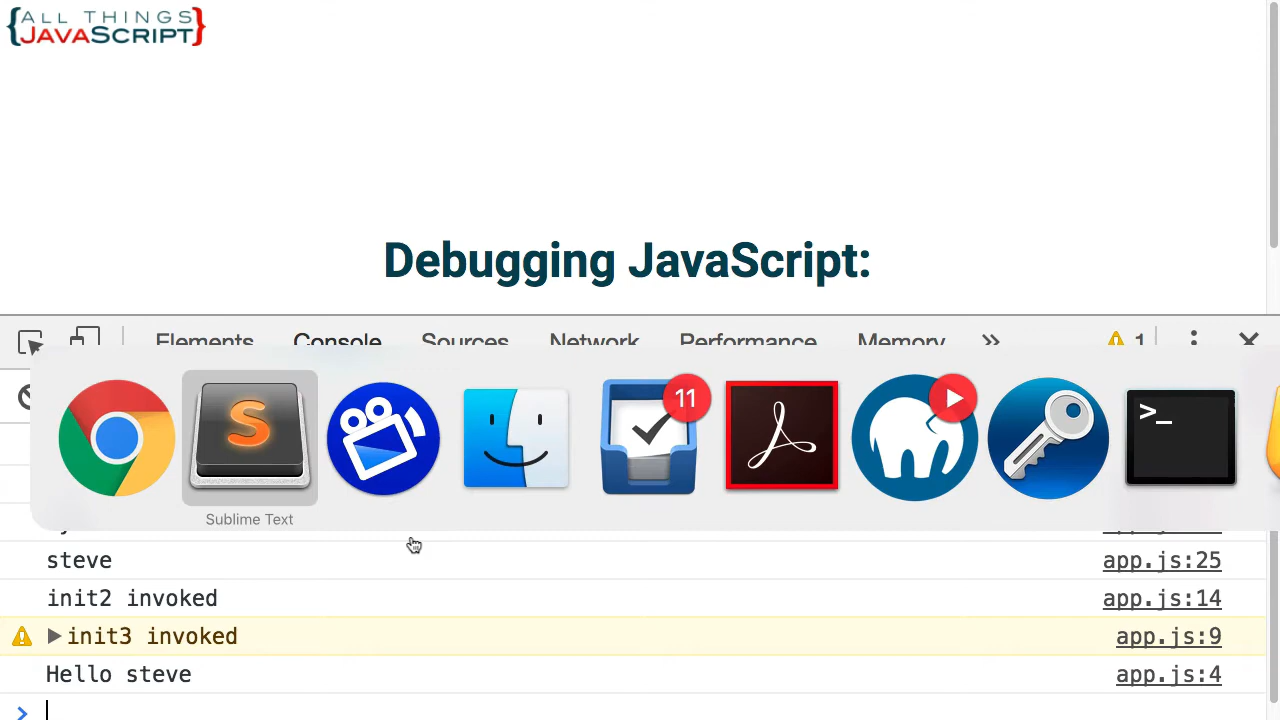 {ALL THINGS
JAVASCRIPT}
Debugging JavaScript:
Elements Console Sources Network Performance Memory » 1
11
S
>_
Sublime Text
steve app.js:25
init2 invoked app.js:14
init3 invoked app.js:9
Hello steve app.js:4
>